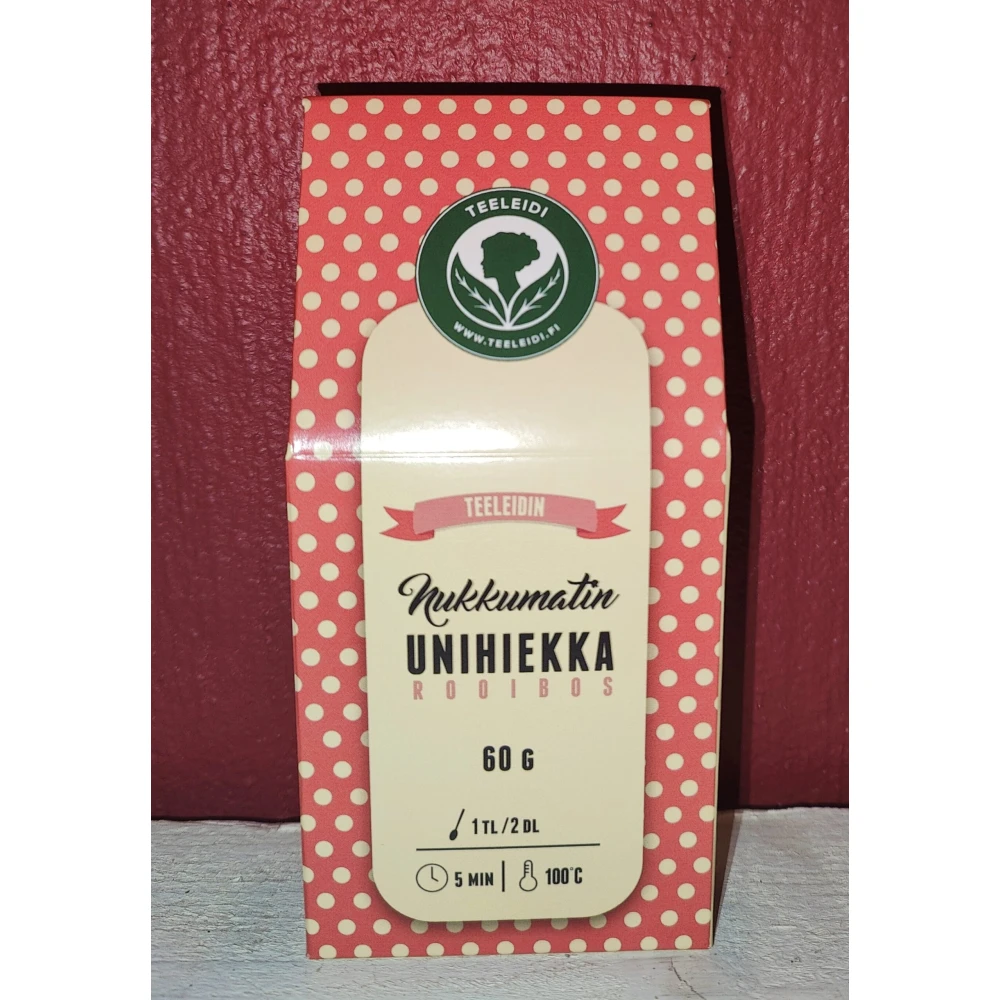 TEELEIDI
WWW.TEELEIDI.FI
TEELEIDIN
Nukkumatin
UNIHIEKKA
ROOIBOS
60 G
1 TL / 2 DL
5 MIN | 100°C